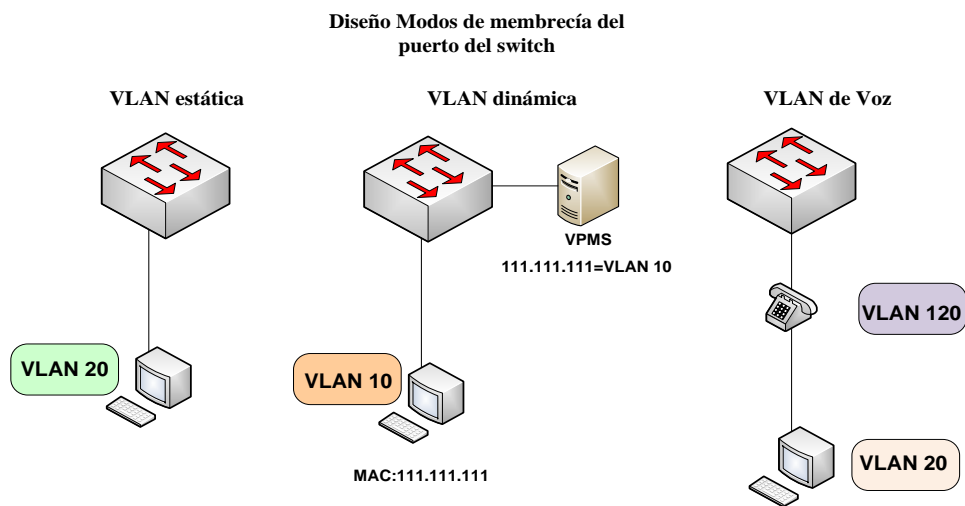 Diseño Modos de membrecía del
puerto del switch
VLAN estática
VLAN dinámica
VLAN de Voz
VPMS
111.111.111=VLAN 10
VLAN 120
VLAN 20
VLAN 10
MAC:111.111.111
VLAN 20